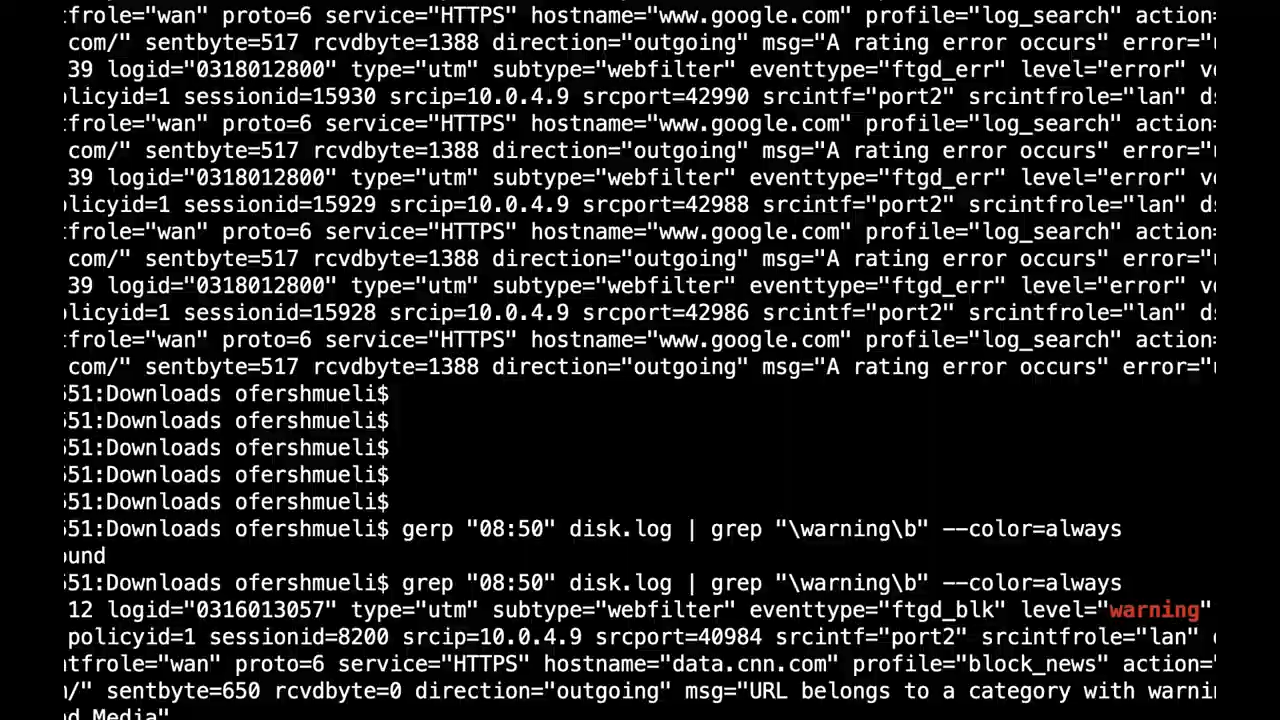 tfrole="wan" proto=6 service="HTTPS" hostname="www.google.com" profile="log_search" action=
com/" sentbyte=517 rcvdbyte=1388 direction="outgoing" msg="A rating error occurs" error="
39 logid="0318012800" type="utm" subtype="webfilter" eventtype="ftgd_err" level="error" v
olicyid=1 sessionid=15930 srcip=10.0.4.9 srcport=42990 srcintf="port2" srcintfrole="lan" d
tfrole="wan" proto=6 service="HTTPS" hostname="www.google.com" profile="log_search" action=
com/" sentbyte=517 rcvdbyte=1388 direction="outgoing" msg="A rating error occurs" error="
39 logid="0318012800" type="utm" subtype="webfilter" eventtype="ftgd_err" level="error" v
olicyid=1 sessionid=15929 srcip=10.0.4.9 srcport=42988 srcintf="port2" srcintfrole="lan" d
tfrole="wan" proto=6 service="HTTPS" hostname="www.google.com" profile="log_search" action=
com/" sentbyte=517 rcvdbyte=1388 direction="outgoing" msg="A rating error occurs" error="
39 logid="0318012800" type="utm" subtype="webfilter" eventtype="ftgd_err" level="error" v
olicyid=1 sessionid=15928 srcip=10.0.4.9 srcport=42986 srcintf="port2" srcintfrole="lan" d
tfrole="wan" proto=6 service="HTTPS" hostname="www.google.com" profile="log_search" action=
com/" sentbyte=517 rcvdbyte=1388 direction="outgoing" msg="A rating error occurs" error="
551:Downloads ofershmueli$
551:Downloads ofershmueli$
551:Downloads ofershmueli$
551:Downloads ofershmueli$
551:Downloads ofershmueli$
551:Downloads ofershmueli$ gerp "08:50" disk.log | grep "\warning\b" --color=always
ound
551:Downloads ofershmueli$ grep "08:50" disk.log | grep "\warning\b" --color=always
12 logid="0316013057" type="utm" subtype="webfilter" eventtype="ftgd_blk" level="warning"
policyid=1 sessionid=8200 srcip=10.0.4.9 srcport=40984 srcintf="port2" srcintfrole="lan"
ntfrole="wan" proto=6 service="HTTPS" hostname="data.cnn.com" profile="block_news" action="
/" sentbyte=650 rcvdbyte=0 direction="outgoing" msg="URL belongs to a category with warni
d Media"